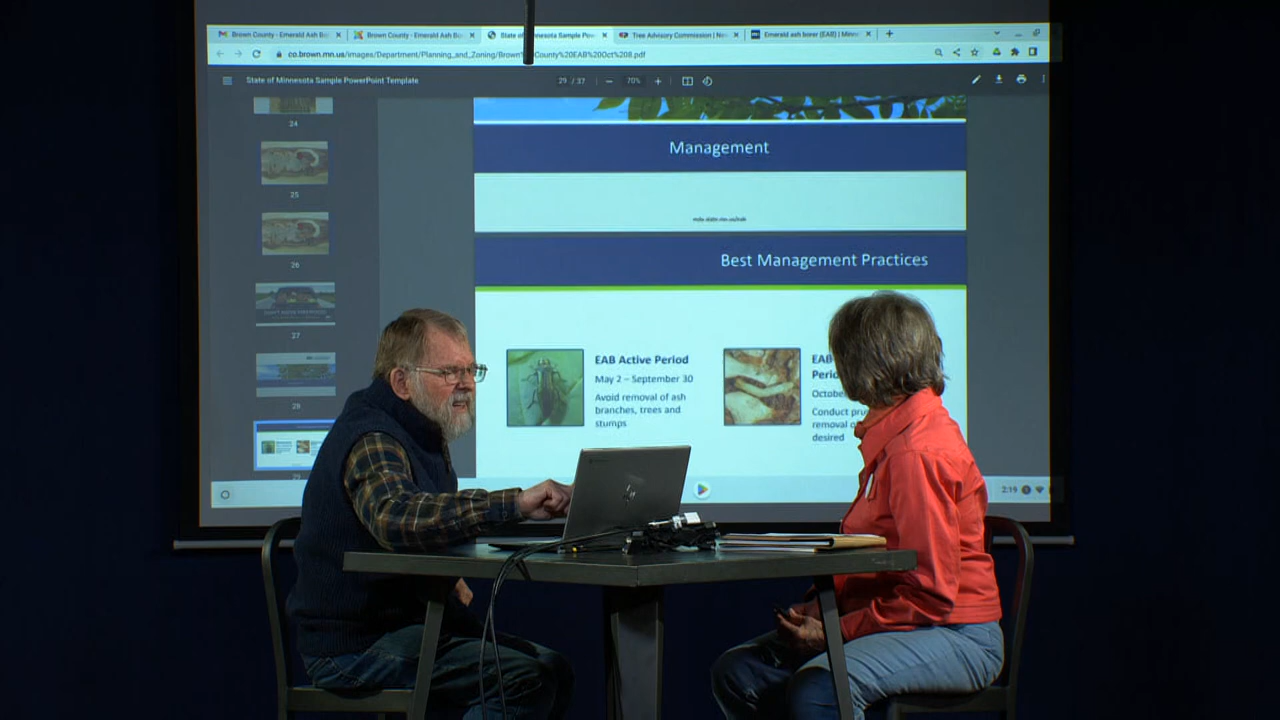 Brown County - Emerald Ash Bo
Brown County - Emerald Ash Bo
State of Minnesota Sample Pow
Tree Advisory Commission | Ne
Emerald ash borer (EAB) | Minn
co.brown.mn.us/images/Department/Planning_and_Zoning/Brown County%20EAB%20Oct%208.pdf
State of Minnesota Sample PowerPoint Template
29 / 37
70%
24
25
26
27
28
29
Management
Best Management Practices
EAB Active Period
May 2 – September 30
Avoid removal of ash
branches, trees and
stumps
EAB
Perio
October
Conduct pru
removal o
desired
hp
2:19